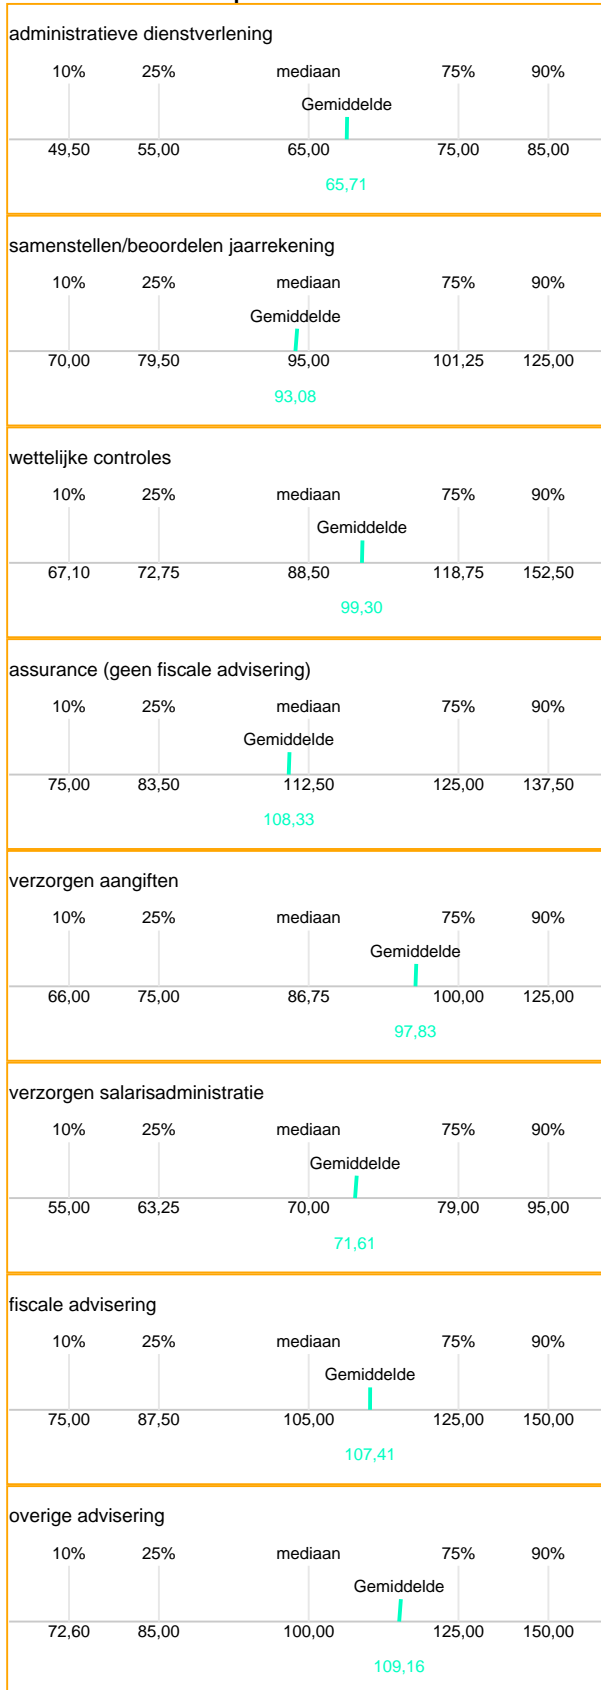 administratieve dienstverlening
10% 25% mediaan 75% 90%
Gemiddelde
49,50 55,00 65,00 75,00 85,00
65,71
samenstellen/beoordelen jaarrekening
10% 25% mediaan 75% 90%
Gemiddelde
70,00 79,50 95,00 101,25 125,00
93,08
wettelijke controles
10% 25% mediaan 75% 90%
Gemiddelde
67,10 72,75 88,50 118,75 152,50
99,30
assurance (geen fiscale advisering)
10% 25% mediaan 75% 90%
Gemiddelde
75,00 83,50 112,50 125,00 137,50
108,33
verzorgen aangiften
10% 25% mediaan 75% 90%
Gemiddelde
66,00 75,00 86,75 100,00 125,00
97,83
verzorgen salarisadministratie
10% 25% mediaan 75% 90%
Gemiddelde
55,00 63,25 70,00 79,00 95,00
71,61
fiscale advisering
10% 25% mediaan 75% 90%
Gemiddelde
75,00 87,50 105,00 125,00 150,00
107,41
overige advisering
10% 25% mediaan 75% 90%
Gemiddelde
72,60 85,00 100,00 125,00 150,00
109,16